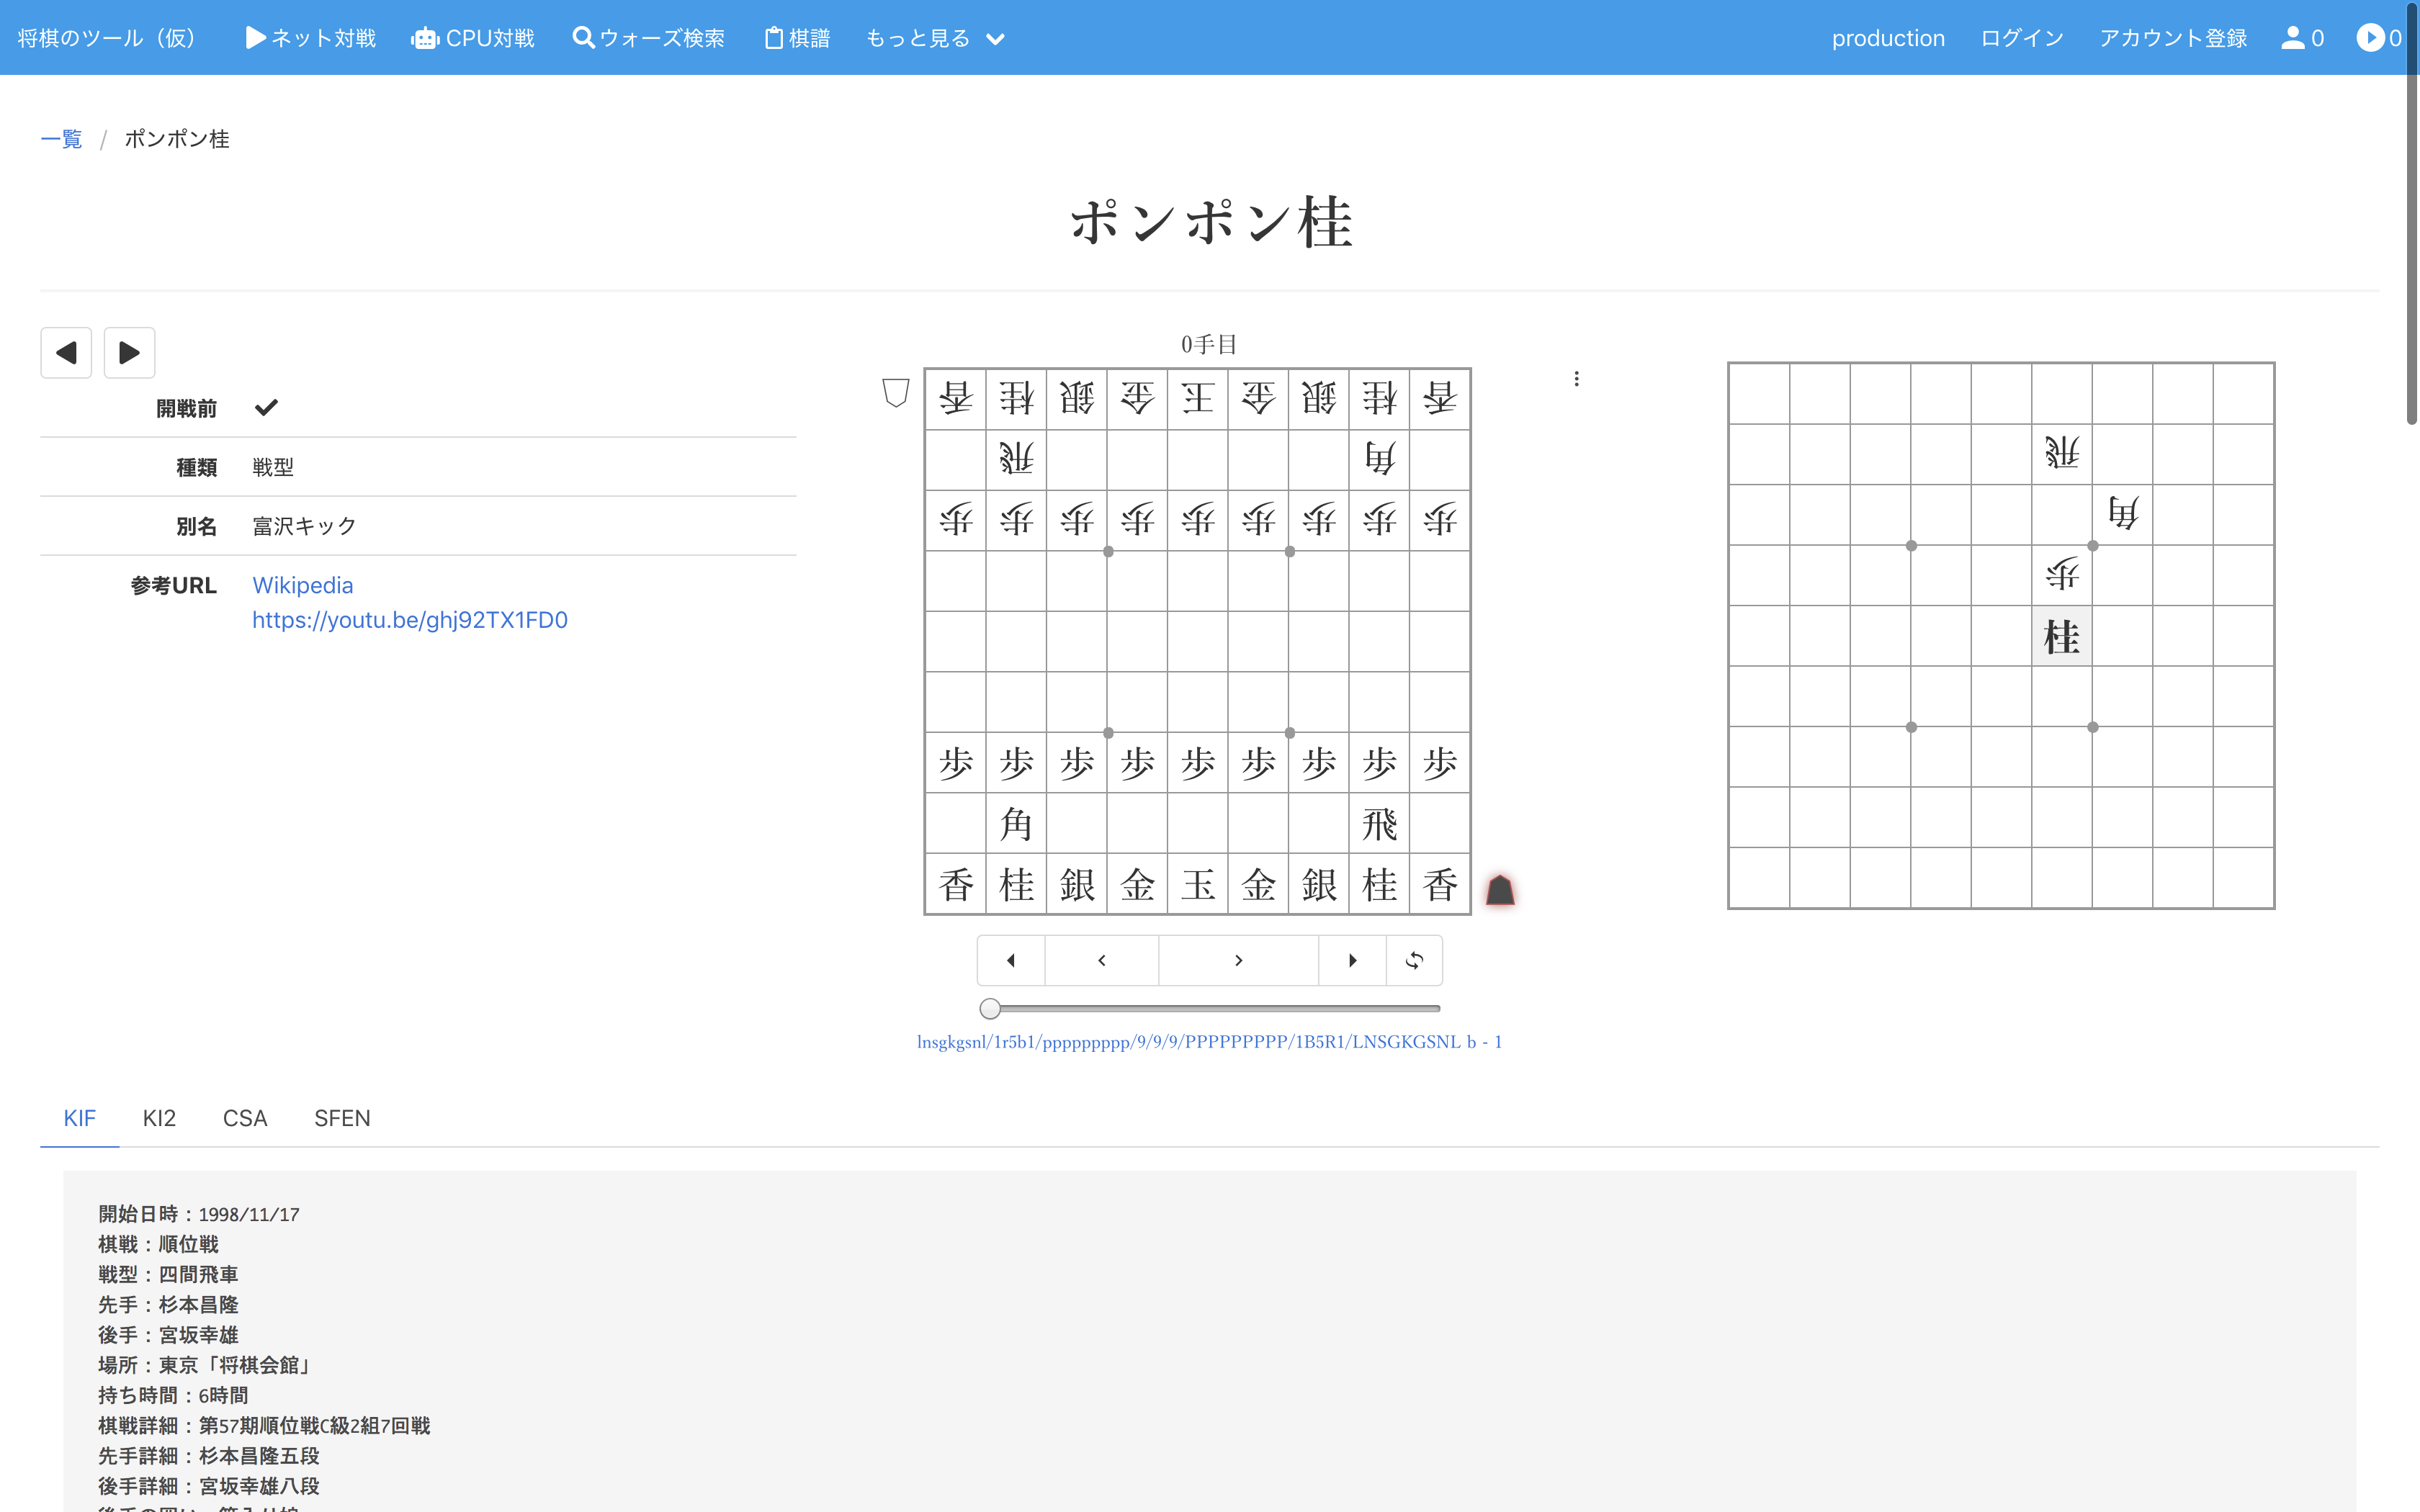 将棋のツール（仮） ネット対戦 CPU対戦 ウォーズ検索 棋譜 もっと見る production ログイン アカウント登録 0 0
一覧 / ポンポン桂
ポンポン桂
開戦前
種類 戦型
別名 富沢キック
参考URL Wikipedia
https://youtu.be/ghj92TX1FD0
0手目
香桂銀金王金銀桂香
飛角
歩歩歩歩歩歩歩歩歩
歩歩歩歩歩歩歩歩歩
角飛
香桂銀金玉金銀桂香
lnsgkgsnl/1r5b1/ppppppppp/9/9/9/PPPPPPPPP/1B5R1/LNSGKGSNL b - 1
飛
角
歩
桂
KIF KI2 CSA SFEN
開始日時：1998/11/17
棋戦：順位戦
戦型：四間飛車
先手：杉本昌隆
後手：宮坂幸雄
場所：東京「将棋会館」
持ち時間：6時間
棋戦詳細：第57期順位戦C級2組7回戦
先手詳細：杉本昌隆五段
後手詳細：宮坂幸雄八段